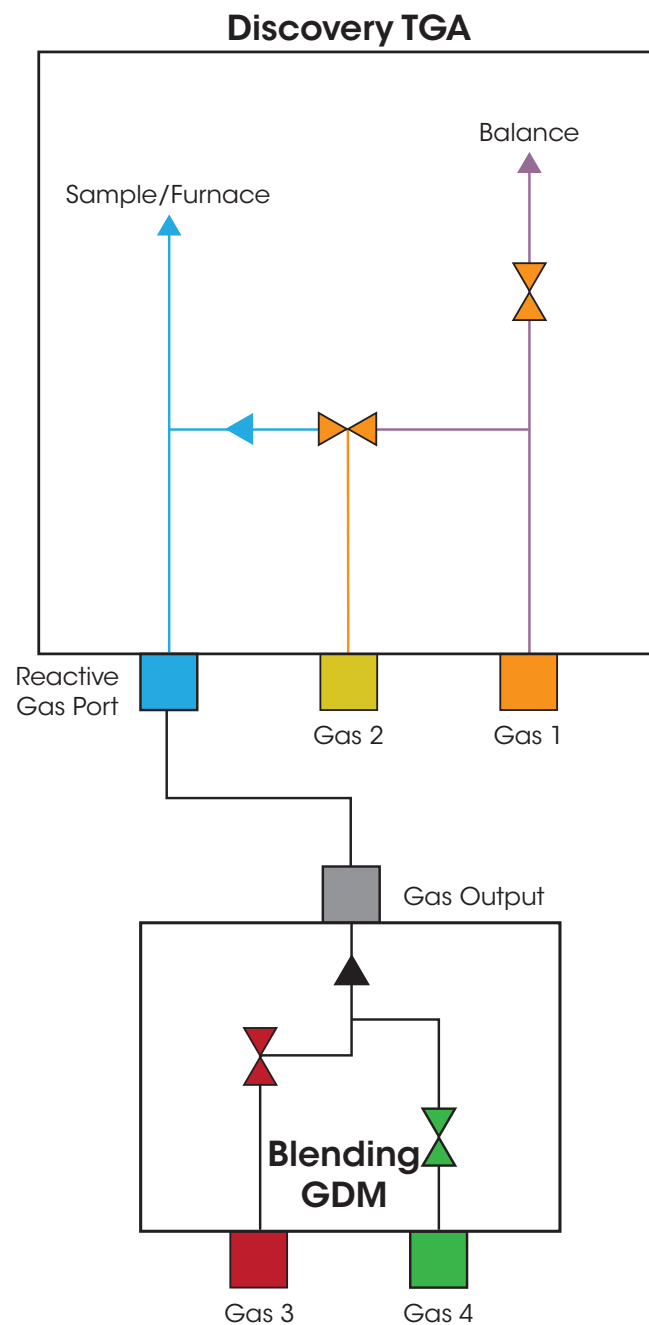 Discovery TGA
Balance
Sample/Furnace
Reactive
Gas Port
Gas 2
Gas 1
Gas Output
Blending
GDM
Gas 3
Gas 4